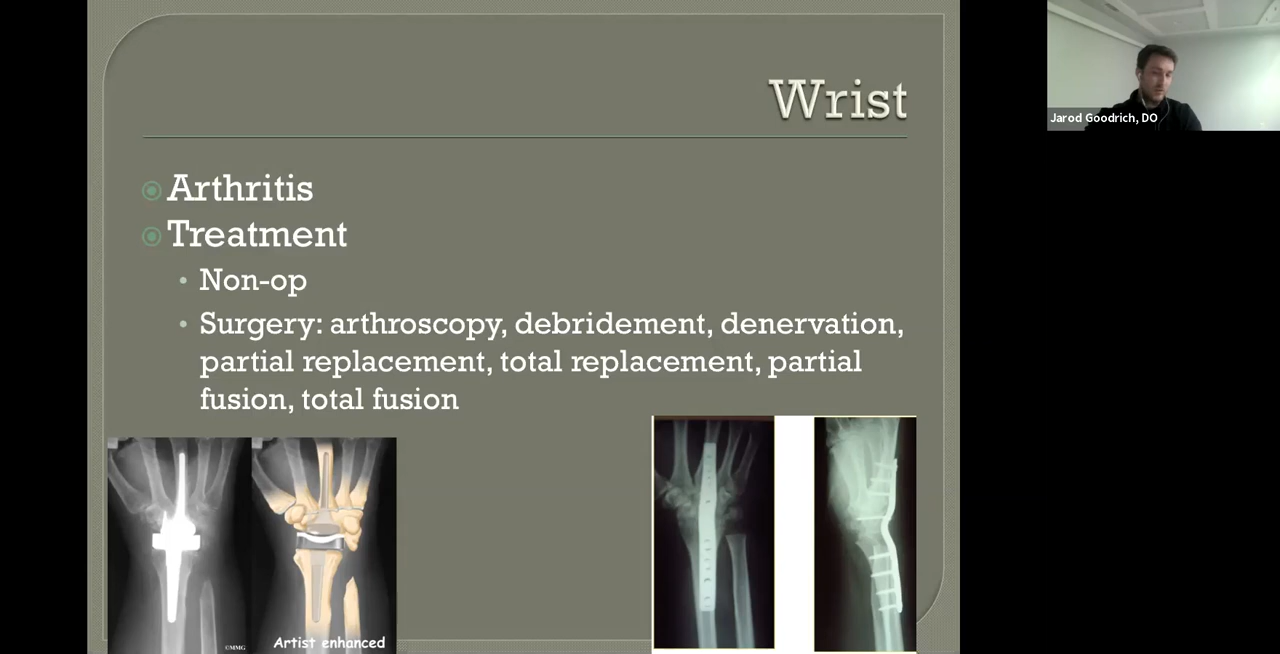 Wrist
Jarod Goodrich, DO
Arthritis
Treatment
Non-op
Surgery: arthroscopy, debridement, denervation,
partial replacement, total replacement, partial
fusion, total fusion
©MMG
Artist enhanced